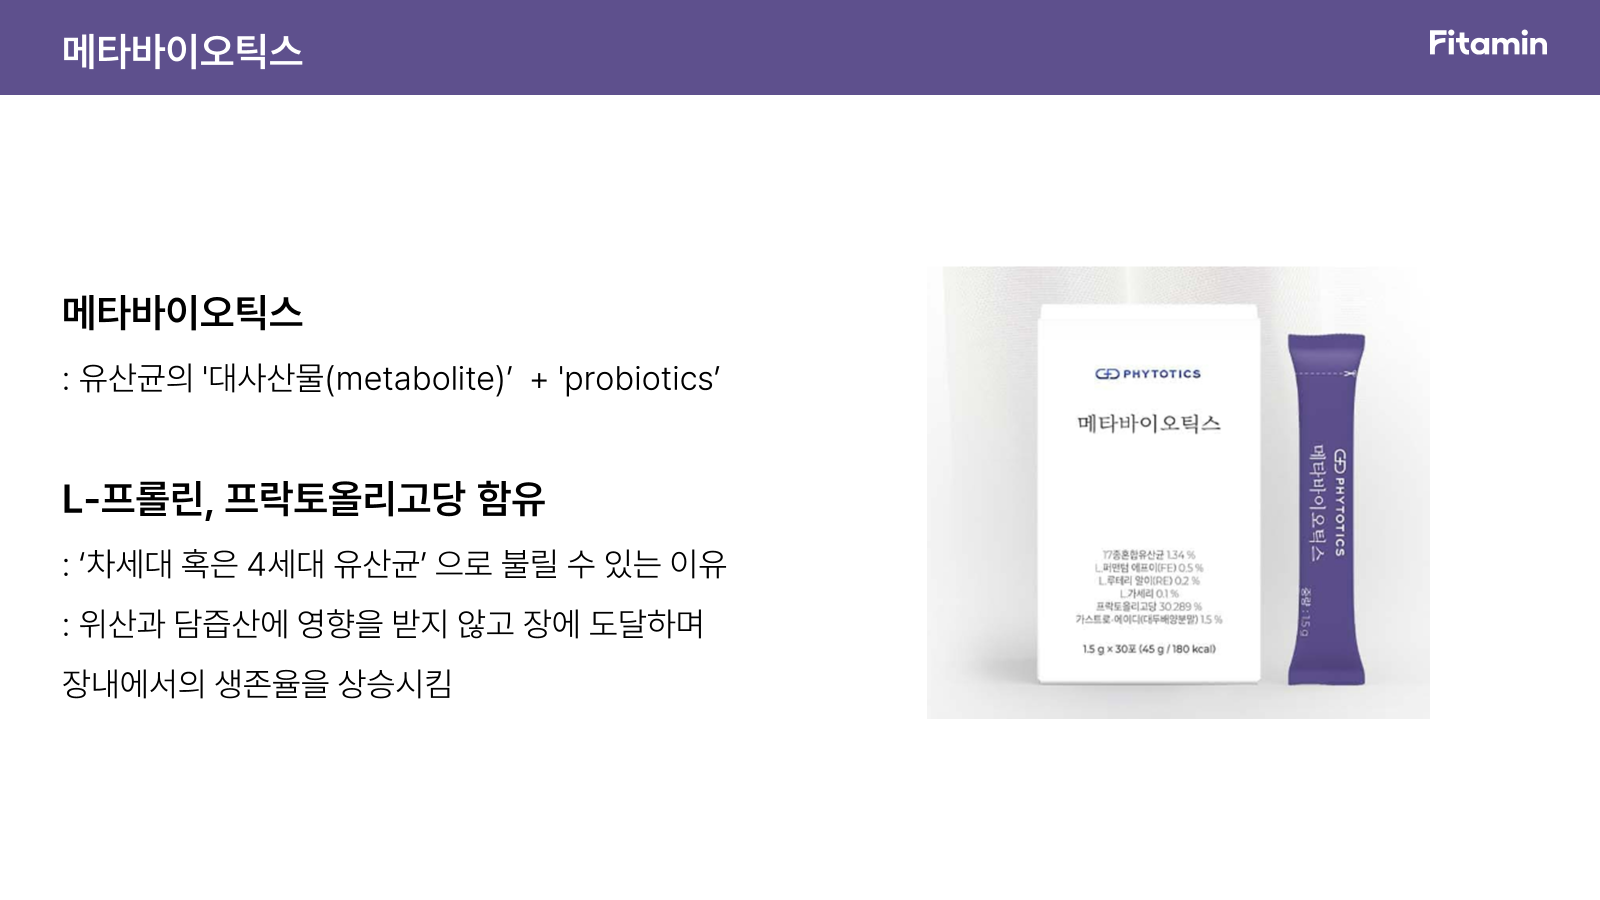 메타바이오틱스
Fitamin
메타바이오틱스
: 유산균의 '대사산물(metabolite)’ + 'probiotics’
L-프롤린, 프락토올리고당 함유
: ‘차세대 혹은 4세대 유산균’ 으로 불릴 수 있는 이유
: 위산과 담즙산에 영향을 받지 않고 장에 도달하며
장내에서의 생존율을 상승시킴
PHYTOTICS
메타바이오틱스
17종혼합유산균 1.34 %
L.퍼멘텀 에프이(FE) 0.5 %
L.루테리 알이(RE) 0.2 %
L.가세리 0.1 %
프락토올리고당 30.289 %
가스트로-에이디(대두배양분말) 1.5 %
1.5 g × 30포 (45 g / 180 kcal)
PHYTOTICS
메타바이오틱스
중량 : 1.5 g